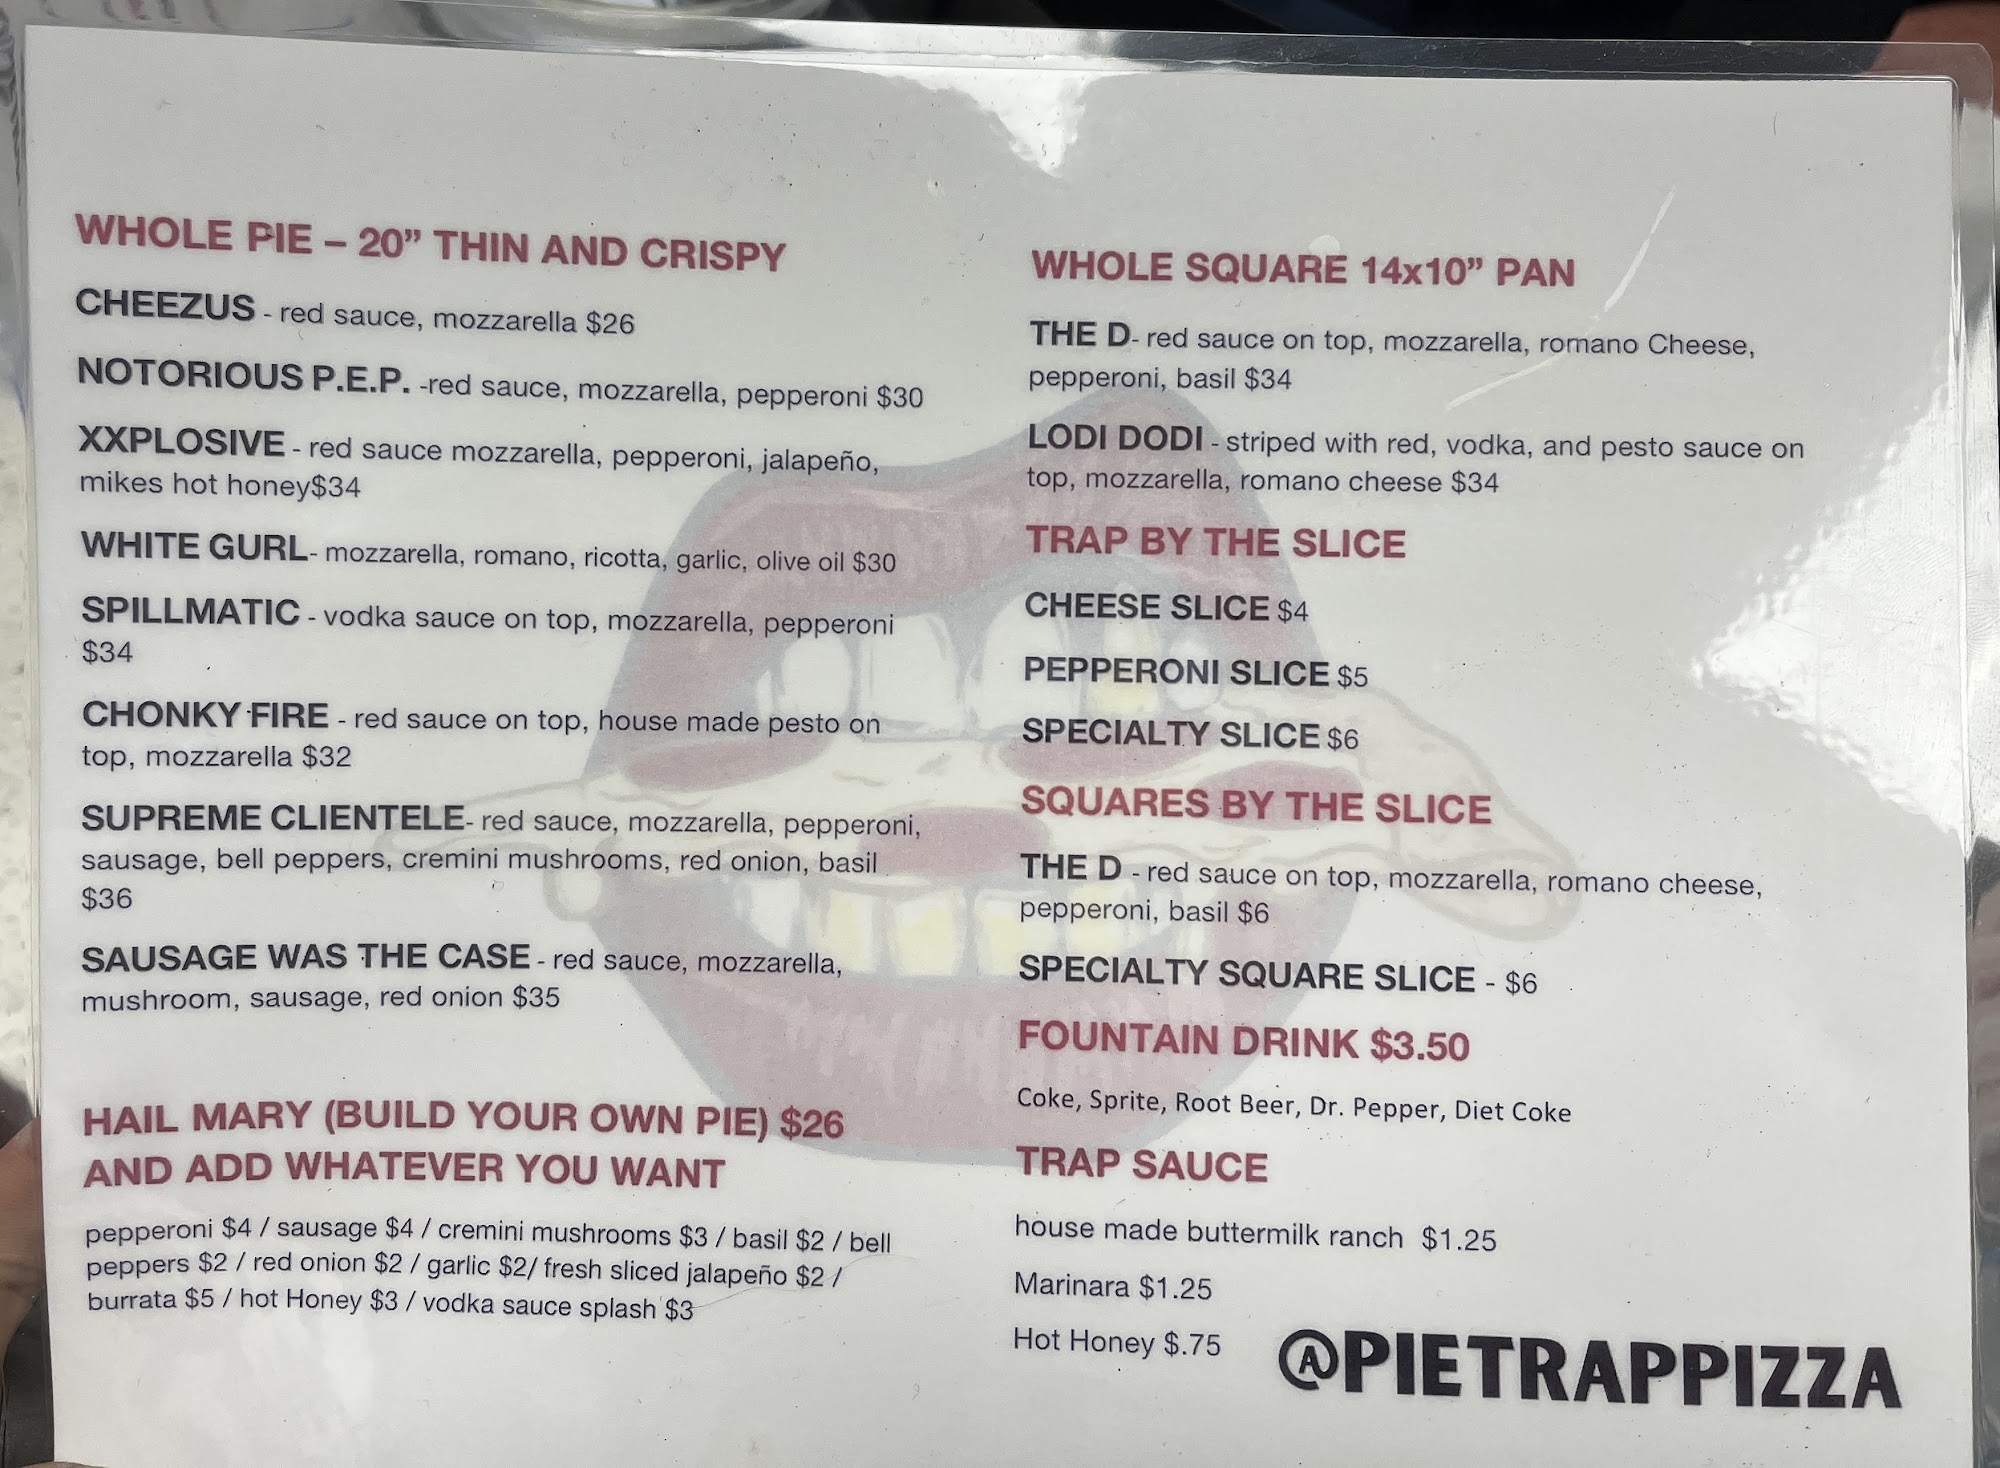 WHOLE PIE – 20” THIN AND CRISPY
CHEEZUS - red sauce, mozzarella $26
NOTORIOUS P.E.P. -red sauce, mozzarella, pepperoni $30
XXPLOSIVE - red sauce mozzarella, pepperoni, jalapeño,
mikes hot honey$34
WHITE GURL- mozzarella, romano, ricotta, garlic, olive oil $30
SPILLMATIC - vodka sauce on top, mozzarella, pepperoni
$34
CHONKY FIRE - red sauce on top, house made pesto on
top, mozzarella $32
SUPREME CLIENTELE- red sauce, mozzarella, pepperoni,
sausage, bell peppers, cremini mushrooms, red onion, basil
$36
SAUSAGE WAS THE CASE - red sauce, mozzarella,
mushroom, sausage, red onion $35
HAIL MARY (BUILD YOUR OWN PIE) $26
AND ADD WHATEVER YOU WANT
pepperoni $4 / sausage $4 / cremini mushrooms $3 / basil $2 / bell
peppers $2 / red onion $2 / garlic $2/ fresh sliced jalapeño $2 /
burrata $5 / hot Honey $3 / vodka sauce splash $3
WHOLE SQUARE 14x10” PAN
THE D- red sauce on top, mozzarella, romano Cheese,
pepperoni, basil $34
LODI DODI - striped with red, vodka, and pesto sauce on
top, mozzarella, romano cheese $34
TRAP BY THE SLICE
CHEESE SLICE $4
PEPPERONI SLICE $5
SPECIALTY SLICE $6
SQUARES BY THE SLICE
THE D - red sauce on top, mozzarella, romano cheese,
pepperoni, basil $6
SPECIALTY SQUARE SLICE - $6
FOUNTAIN DRINK $3.50
Coke, Sprite, Root Beer, Dr. Pepper, Diet Coke
TRAP SAUCE
house made buttermilk ranch $1.25
Marinara $1.25
Hot Honey $.75
@PIETRAPPIZZA